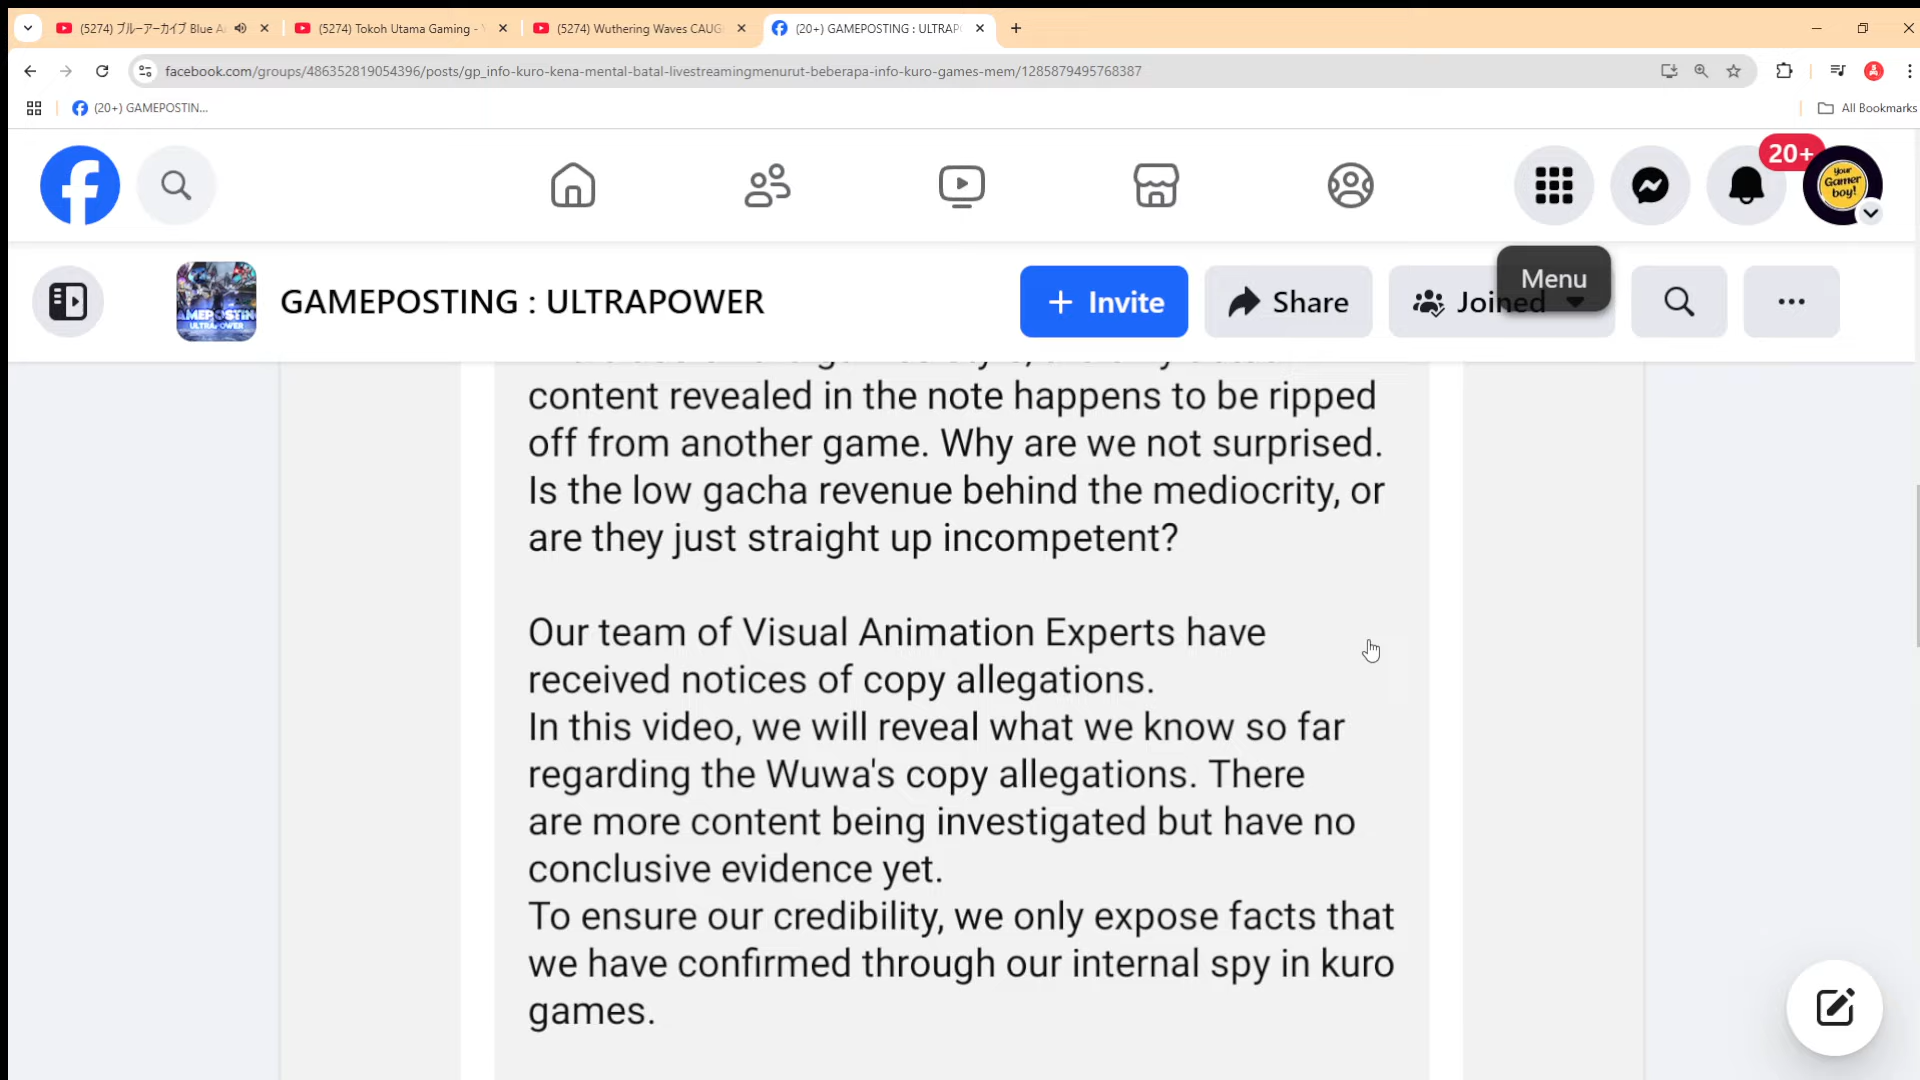 (5274) ブルーアーカイブ Blue A
(5274) Tokoh Utama Gaming -
(5274) Wuthering Waves CAUG
(20+) GAMEPOSTING : ULTRAPO
facebook.com/groups/486352819054396/posts/gp_info-kuro-kena-mental-batal-livestreamingmenurut-beberapa-info-kuro-games-mem/1285879495768387
(20+) GAMEPOSTIN...
All Bookmarks
20+
your Gamer boy!
GAMEPOSTING : ULTRAPOWER
Invite
Share
Joined
Menu
content revealed in the note happens to be ripped
off from another game. Why are we not surprised.
Is the low gacha revenue behind the mediocrity, or
are they just straight up incompetent?
Our team of Visual Animation Experts have
received notices of copy allegations.
In this video, we will reveal what we know so far
regarding the Wuwa's copy allegations. There
are more content being investigated but have no
conclusive evidence yet.
To ensure our credibility, we only expose facts that
we have confirmed through our internal spy in kuro
games.